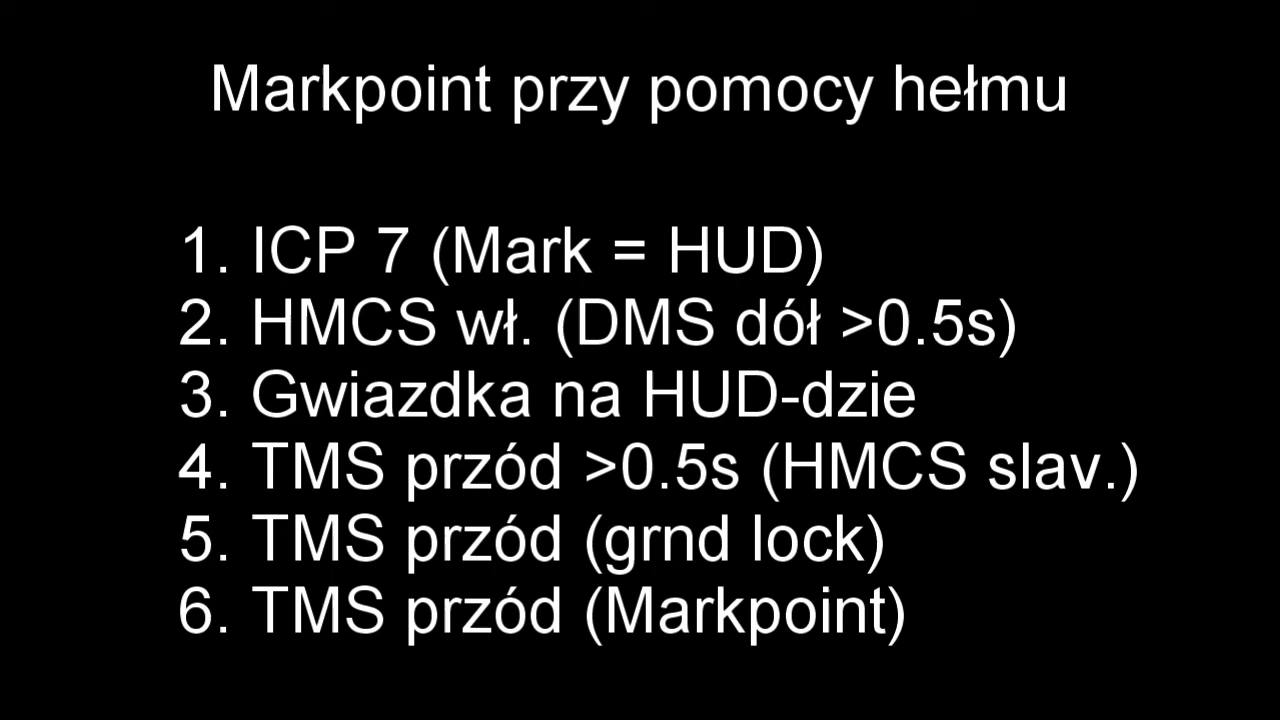 Markpoint przy pomocy hełmu
1. ICP 7 (Mark = HUD)
2. HMCS wł. (DMS dół >0.5s)
3. Gwiazdka na HUD-dzie
4. TMS przód >0.5s (HMCS slav.)
5. TMS przód (grnd lock)
6. TMS przód (Markpoint)